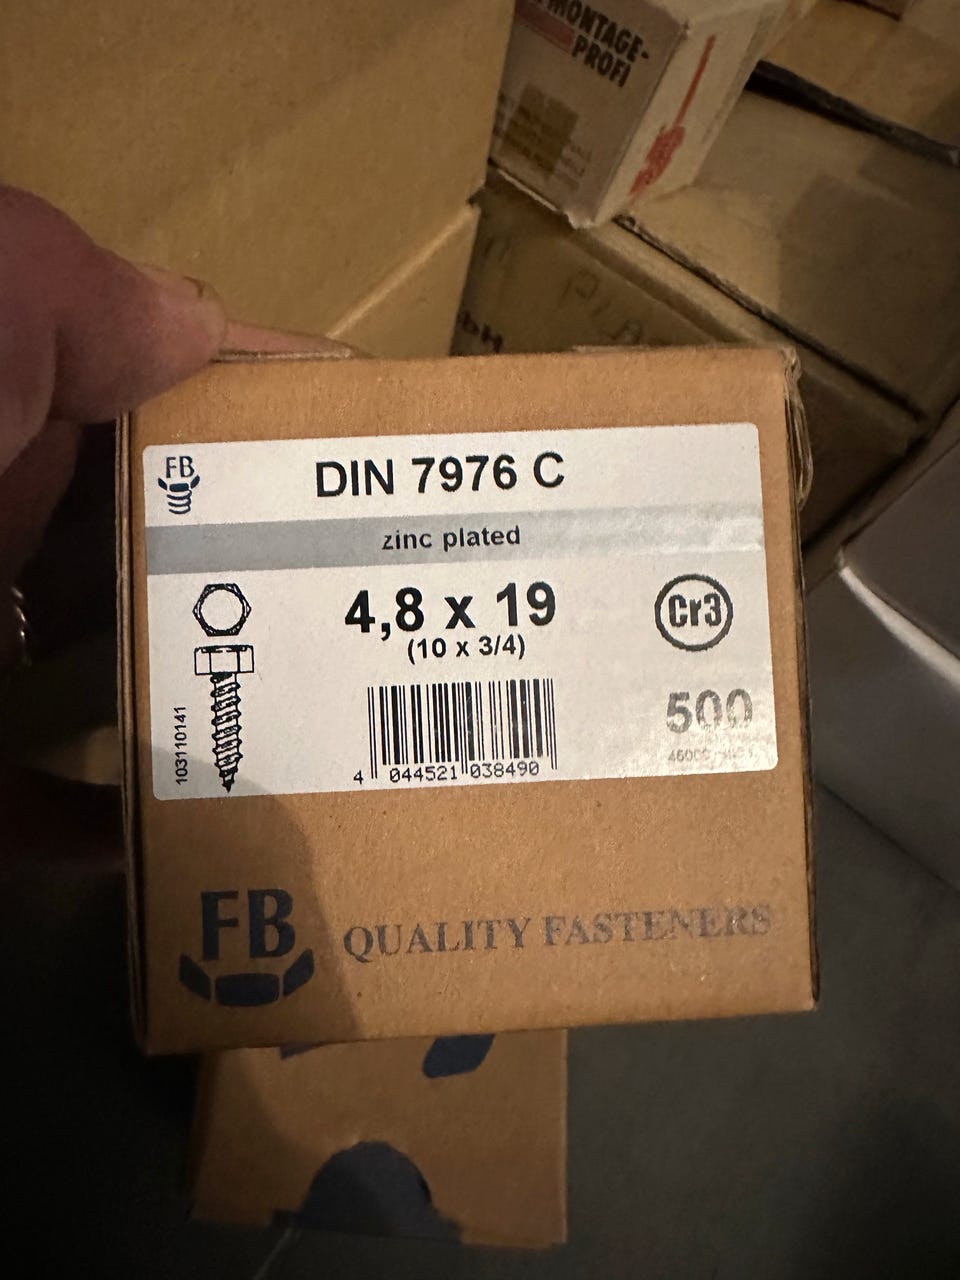 MONTAGE-
PROFI
FB
DIN 7976 C
zinc plated
4,8 x 19
(10 x 3/4)
Cr3
500
103110141
4 044521 038490
FB
QUALITY FASTENERS